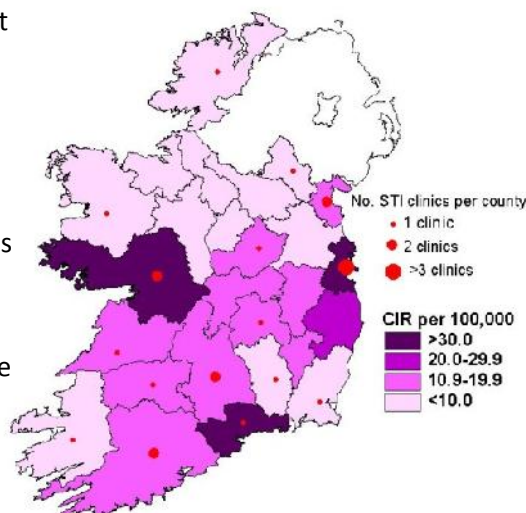 t
No. STI clinics per county
1 clinic
2 clinics
>3 clinics
s
CIR per 100,000
>30.0
20.0-29.9
10.9-19.9
<10.0
e